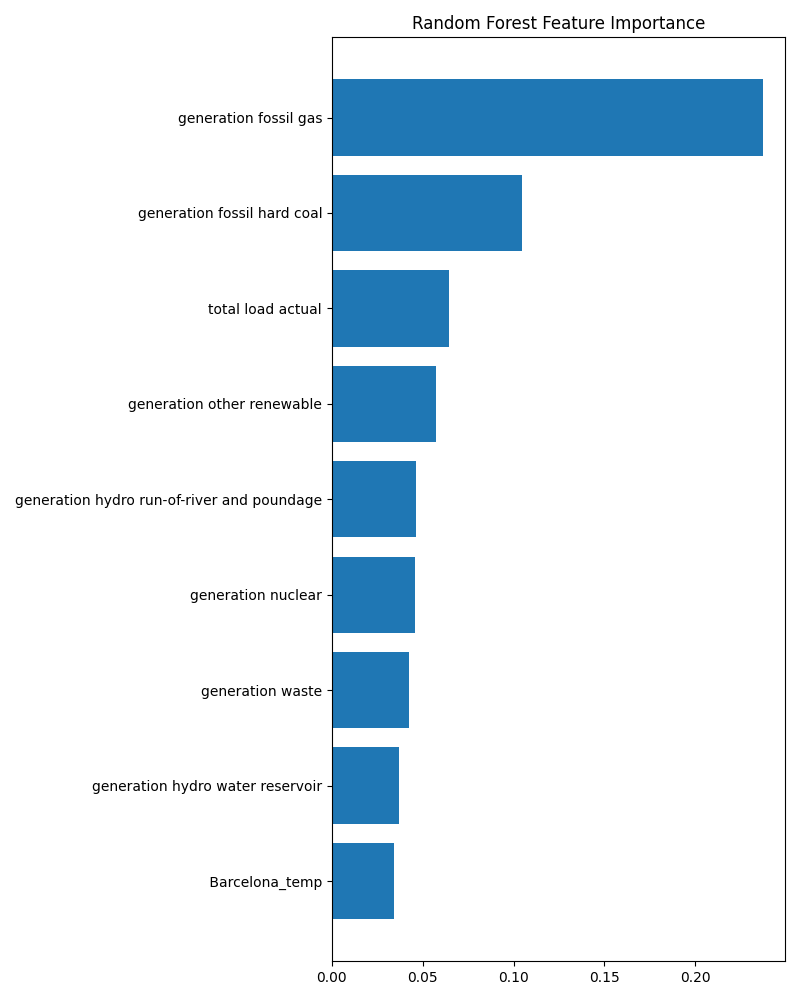 Random Forest Feature Importance
generation fossil gas
generation fossil hard coal
total load actual
generation other renewable
generation hydro run-of-river and poundage
generation nuclear
generation waste
generation hydro water reservoir
Barcelona_temp
0.00 0.05 0.10 0.15 0.20